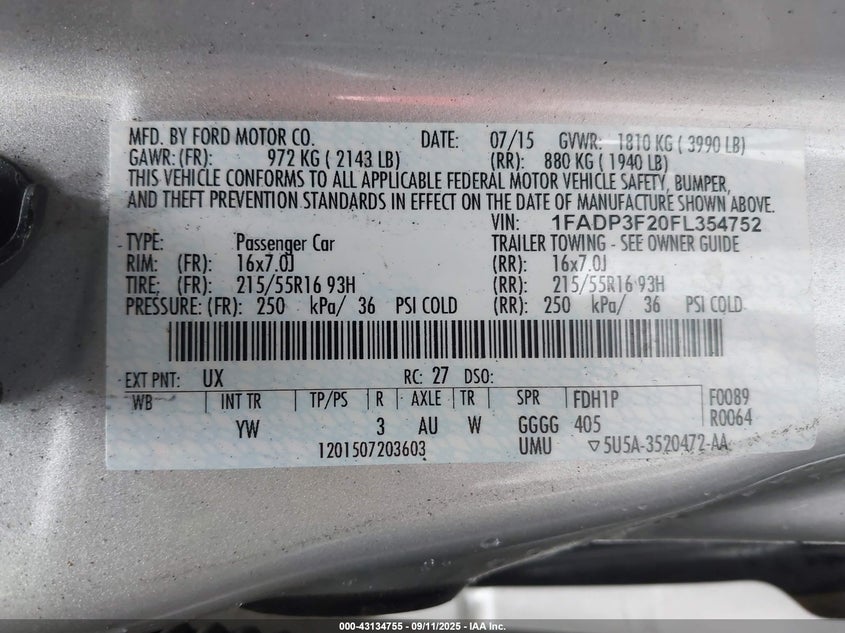 MFD. BY FORD MOTOR CO. DATE: 07/15 GVWR: 1810 KG ( 3990 LB)
GAWR: (FR): 972 KG ( 2143 LB) (RR): 880 KG ( 1940 LB)
THIS VEHICLE CONFORMS TO ALL APPLICABLE FEDERAL MOTOR VEHICLE SAFETY, BUMPER,
AND THEFT PREVENTION STANDARDS IN EFFECT ON THE DATE OF MANUFACTURE SHOWN ABOVE.
VIN: 1FADP3F20FL354752
TYPE: Passenger Car TRAILER TOWING - SEE OWNER GUIDE
RIM: (FR): 16x7.0J (RR): 16x7.0J
TIRE: (FR): 215/55R16 93H (RR): 215/55R16 93H
PRESSURE: (FR): 250 kPa/ 36 PSI COLD (RR): 250 kPa/ 36 PSI COLD
EXT PNT: UX RC: 27 DSO:
WB INT TR TP/PS R AXLE TR SPR FDH1P F0089
YW 3 AU W GGGG 405 R0064
1201507203603 UMU ▽5U5A-3520472-AA
000-43134755 - 09/11/2025 - IAA Inc.